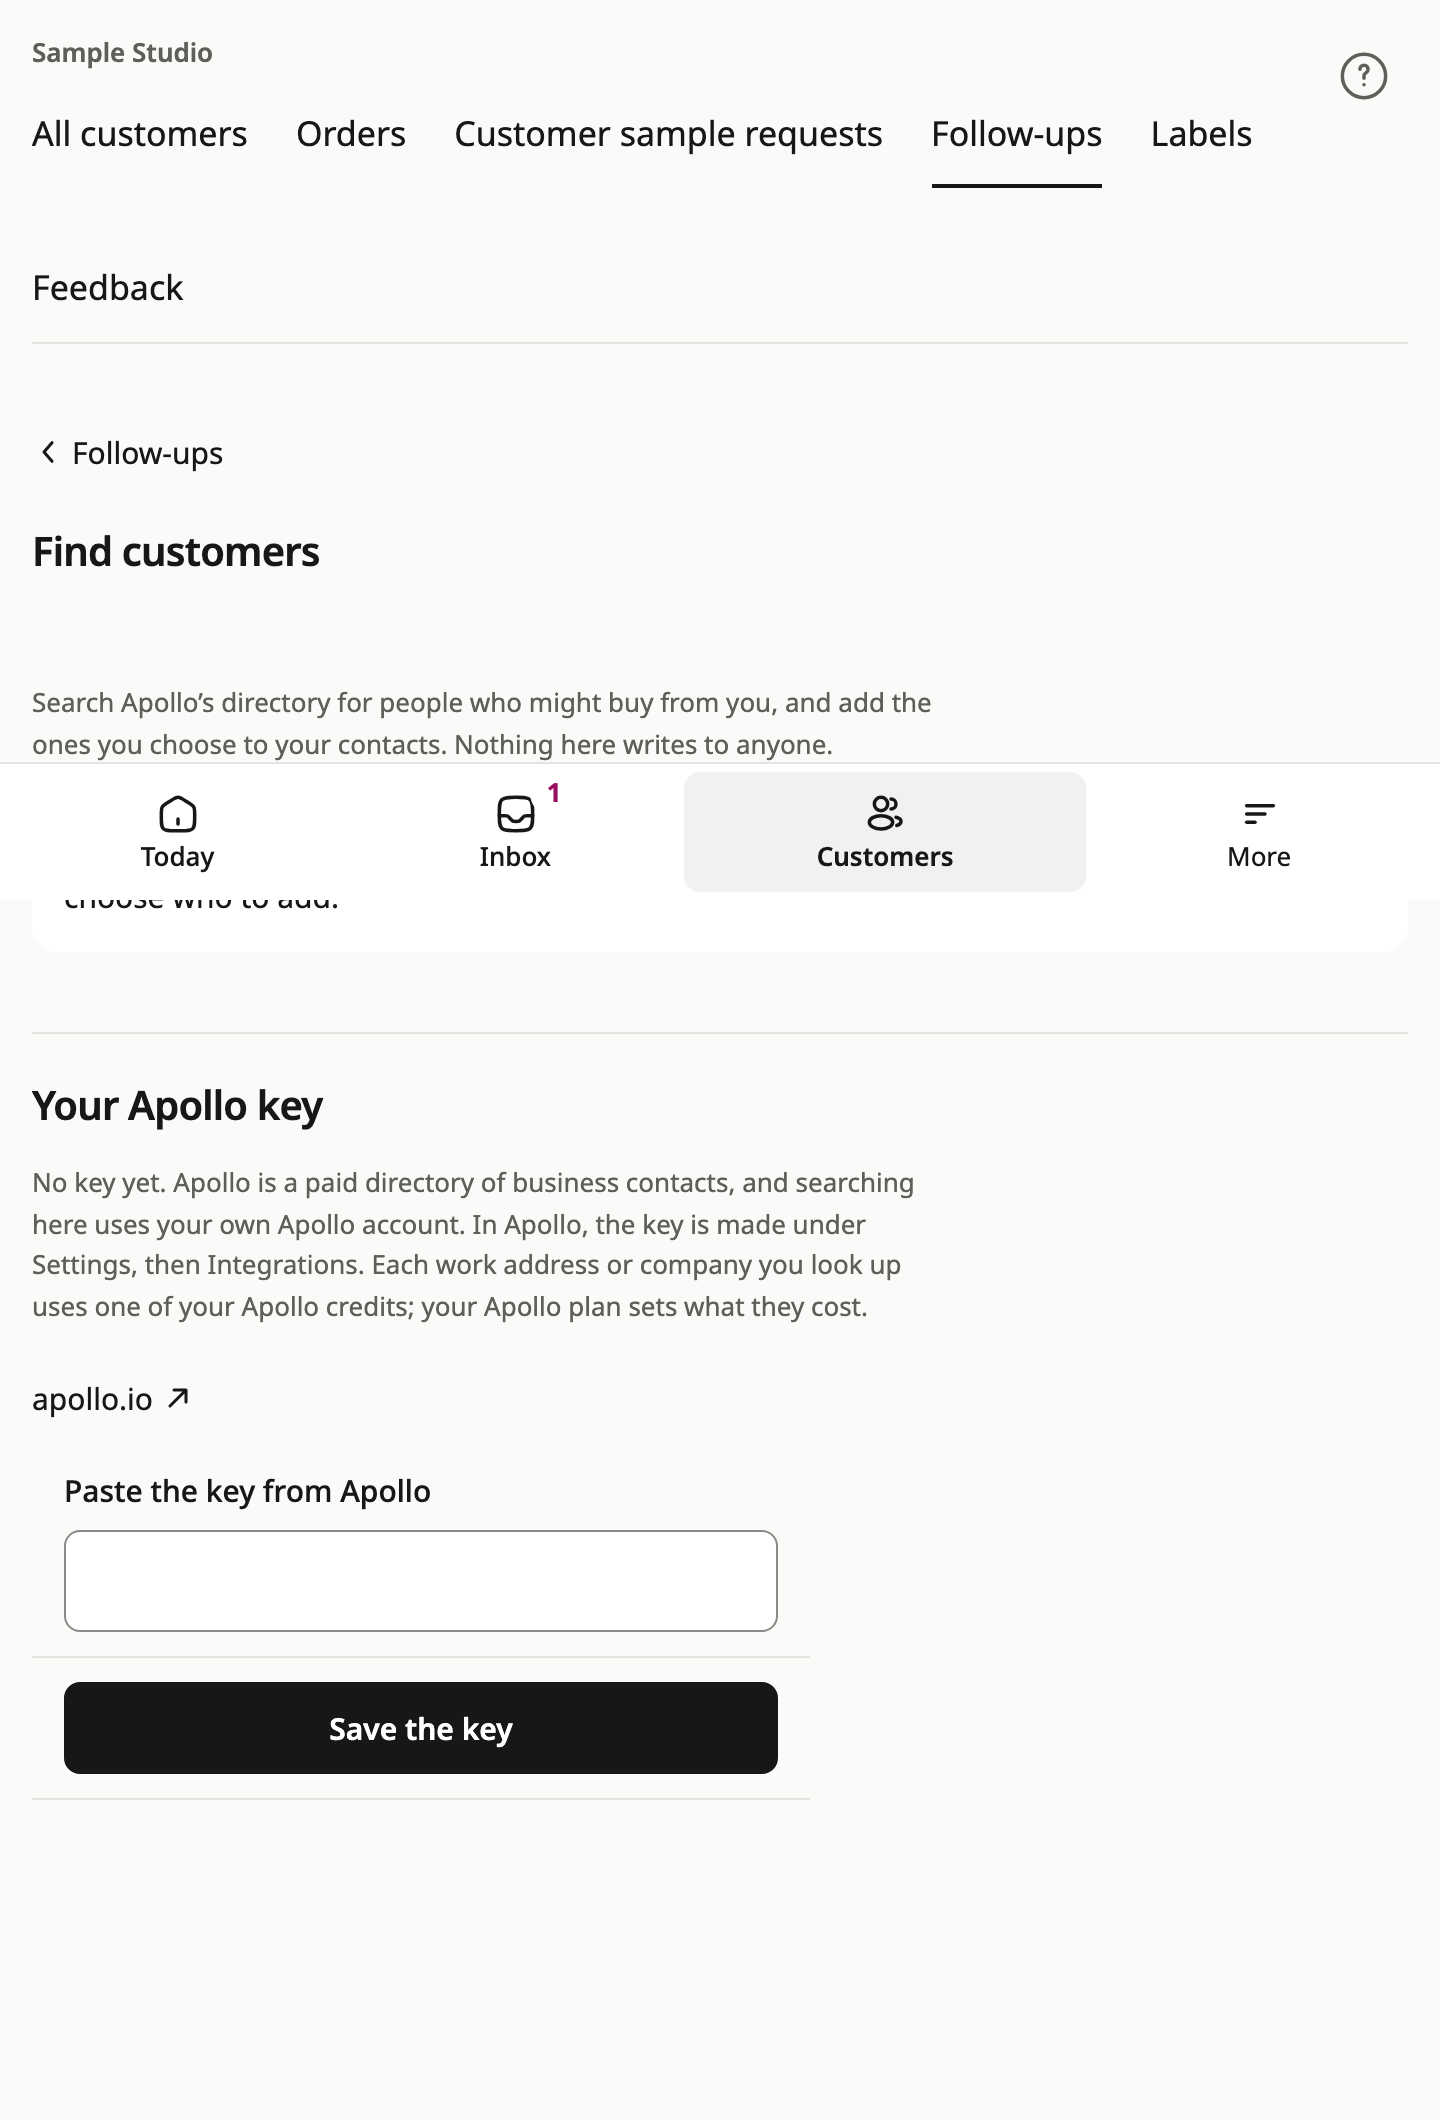 Sample Studio
?
All customers Orders Customer sample requests Follow-ups Labels
Feedback
Follow-ups
Find customers
Search Apollo’s directory for people who might buy from you, and add the
ones you choose to your contacts. Nothing here writes to anyone.
1
Today Inbox Customers More
choose who to add.
Your Apollo key
No key yet. Apollo is a paid directory of business contacts, and searching
here uses your own Apollo account. In Apollo, the key is made under
Settings, then Integrations. Each work address or company you look up
uses one of your Apollo credits; your Apollo plan sets what they cost.
apollo.io
Paste the key from Apollo
Save the key